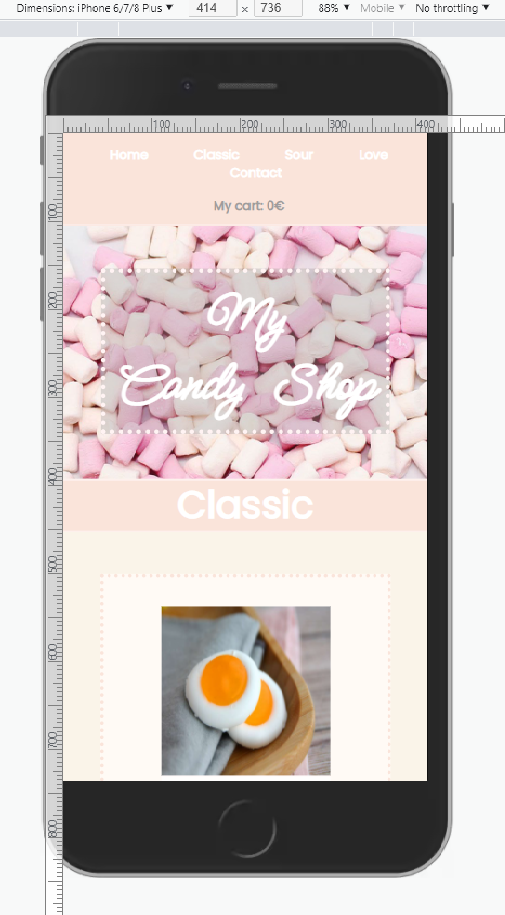 Dimensions: iPhone 6/7/8 Plus ▼ 414 x 736 88% ▼ Mobile ▼ No throttling ▼
100 200 300 400
Home Classic Sour Love
Contact
My cart: 0€
My
Candy Shop
Classic
100
200
300
400
500
600
700
800